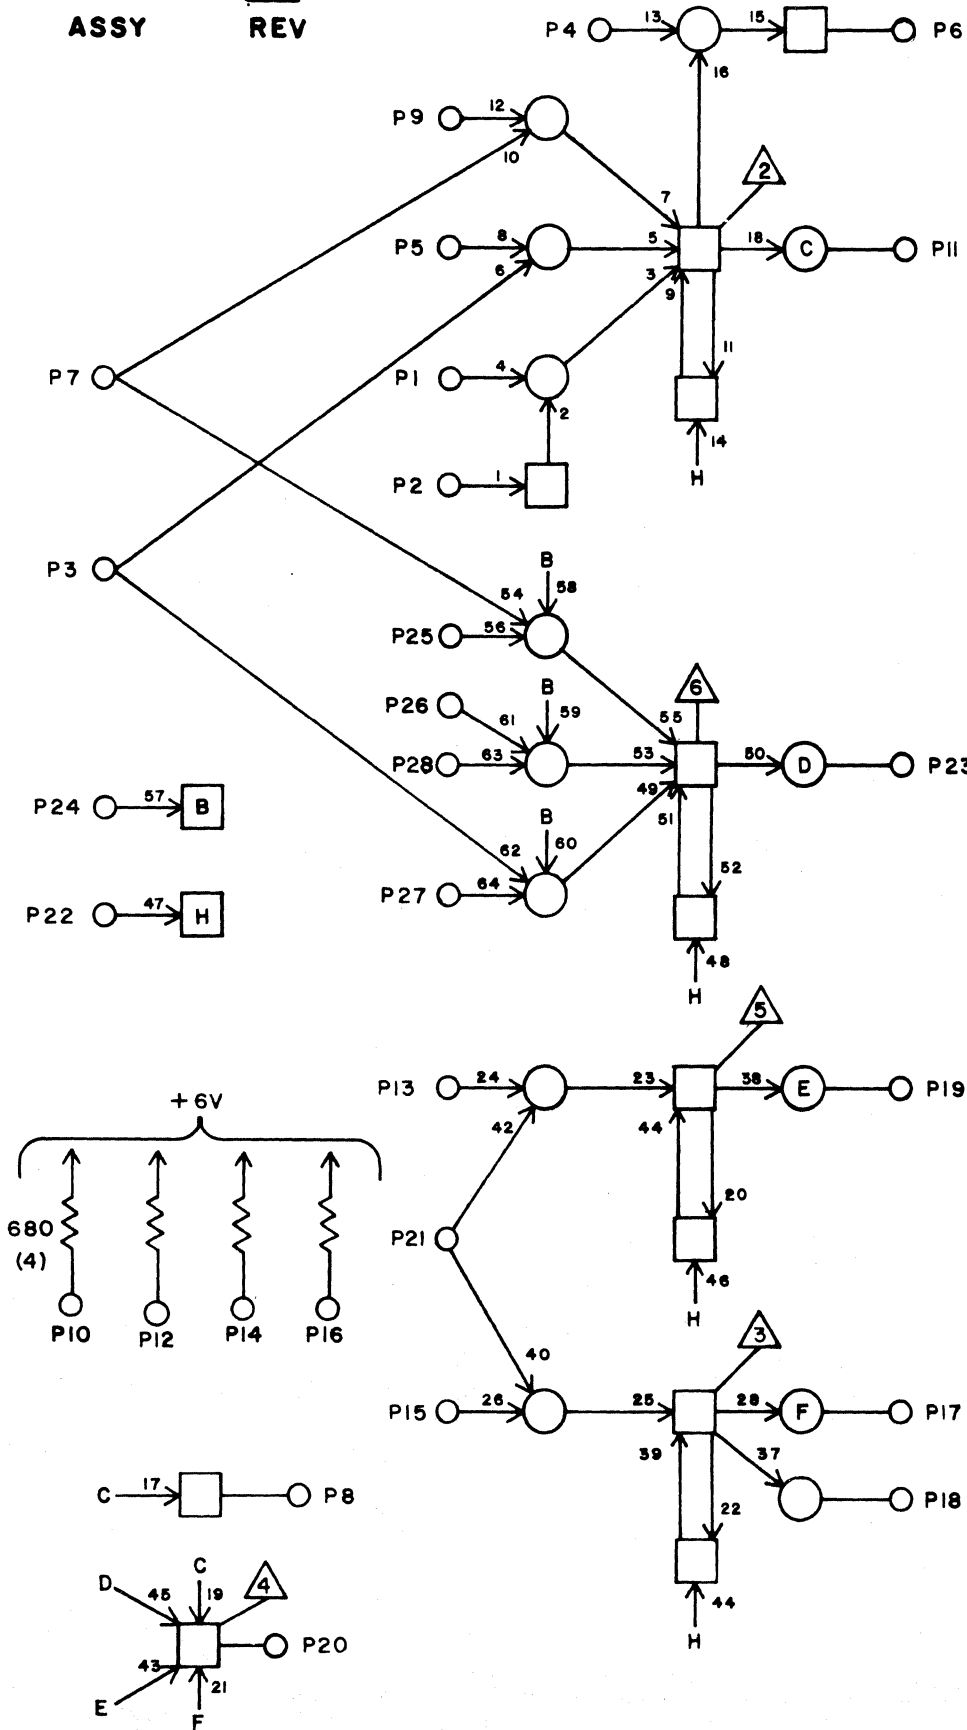 ASSY REV
P4 13 15 P6
16
P9 12
10
2
7
P5 8 5 18 C P11
6 3
9
11
P7 P1 4
2
14
P2 1 H
B
P3 58
54
P25 56
6
P26 B
61 59 55
P28 63 53 50 D P23
49
P24 57 B B 51
62 60
52
P27 64
P22 47 H
48
H
5
P13 24 23 38 E P19
+6V 42 44
20
680 P21
(4)
46
P10 P12 P14 P16 H
3
40
P15 26 25 28 F P17
39 37
C 17 P8 P18
22
C 4
D 45 19 44
P20 H
43
21
E
F